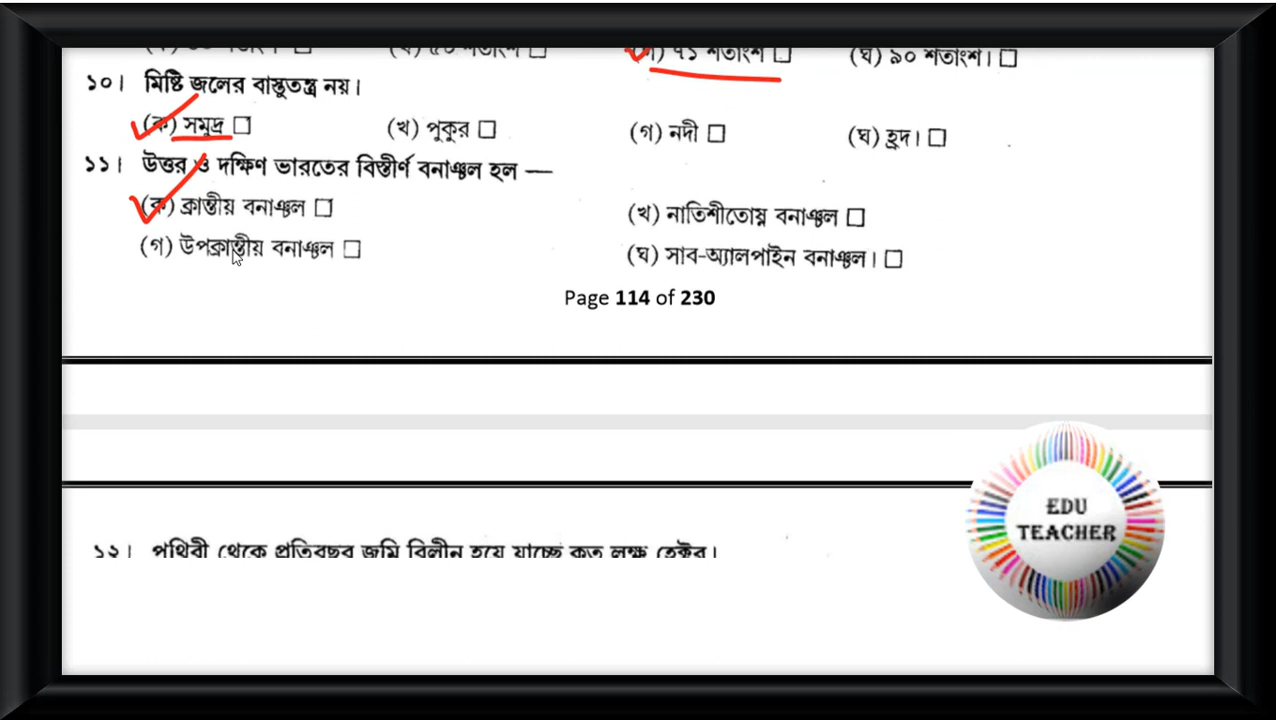 (গ) ৭১ শতাংশ (ঘ) ৯০ শতাংশ।
১০। মিষ্টি জলের বাস্তুতন্ত্র নয়।
(ক) সমুদ্র (খ) পুকুর (গ) নদী (ঘ) হ্রদ।
১১। উত্তর ও দক্ষিণ ভারতের বিস্তীর্ণ বনাঞ্চল হল —
(ক) ক্রান্তীয় বনাঞ্চল (খ) নাতিশীতোষ্ণ বনাঞ্চল
(গ) উপক্রান্তীয় বনাঞ্চল (ঘ) সাব-অ্যালপাইন বনাঞ্চল।
Page 114 of 230
EDU
TEACHER
১২। পৃথিবী থেকে প্রতিবছর জমি বিলীন হয়ে যাচ্ছে কত লক্ষ হেক্টর।